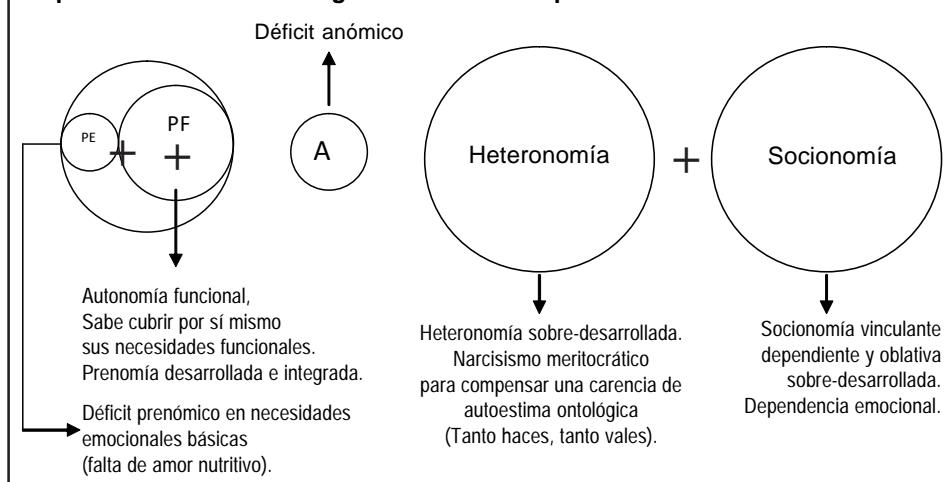 Déficit anómico
PE
PF
A
Heteronomía
Socionomía
Autonomía funcional,
Sabe cubrir por sí mismo
sus necesidades funcionales.
Prenomía desarrollada e integrada.
Déficit prenómico en necesidades
emocionales básicas
(falta de amor nutritivo).
Heteronomía sobre-desarrollada.
Narcisismo meritocrático
para compensar una carencia de
autoestima ontológica
(Tanto haces, tanto vales).
Socionomía vinculante
dependiente y oblativa
sobre-desarrollada.
Dependencia emocional.